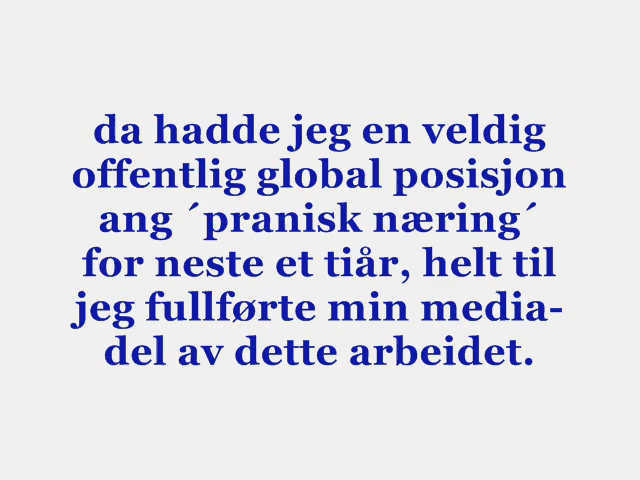 da hadde jeg en veldig
offentlig global posisjon
ang ´pranisk næring´
for neste et tiår, helt til
jeg fullførte min media-
del av dette arbeidet.